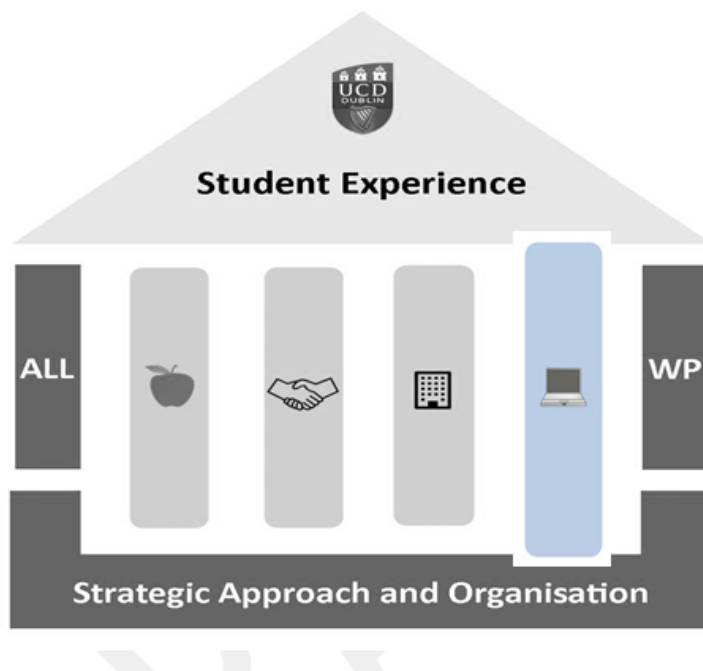 UCD
DUBLIN
Student Experience
ALL
WP
Strategic Approach and Organisation